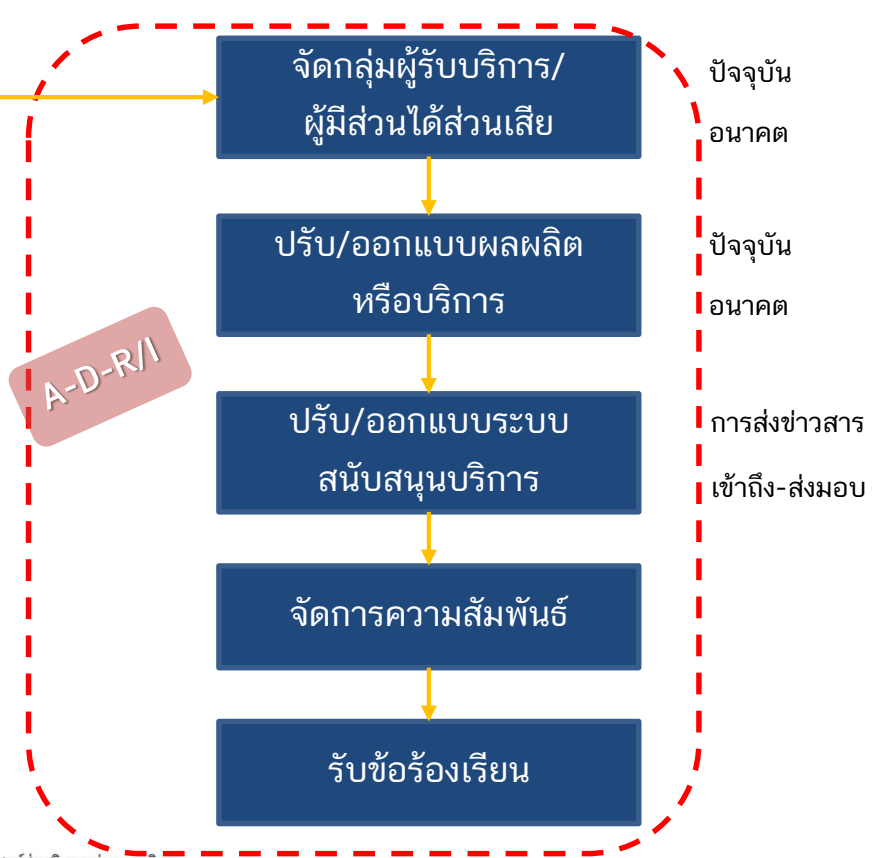 จัดกลุ่มผู้รับบริการ/
ผู้มีส่วนได้ส่วนเสีย
ปัจจุบัน
อนาคต
ปรับ/ออกแบบผลผลิต
หรือบริการ
ปัจจุบัน
อนาคต
A-D-R/I
ปรับ/ออกแบบระบบ
สนับสนุนบริการ
การส่งข่าวสาร
เข้าถึง-ส่งมอบ
จัดการความสัมพันธ์
รับข้อร้องเรียน